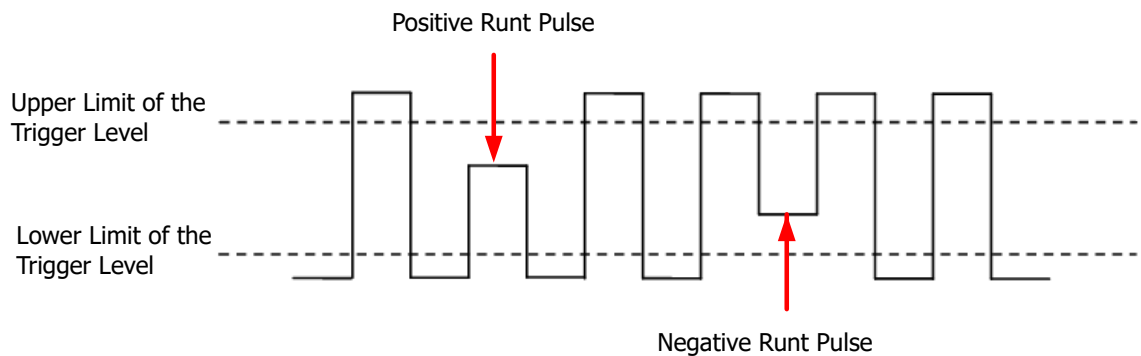 Positive Runt Pulse
Upper Limit of the
Trigger Level
Lower Limit of the
Trigger Level
Negative Runt Pulse